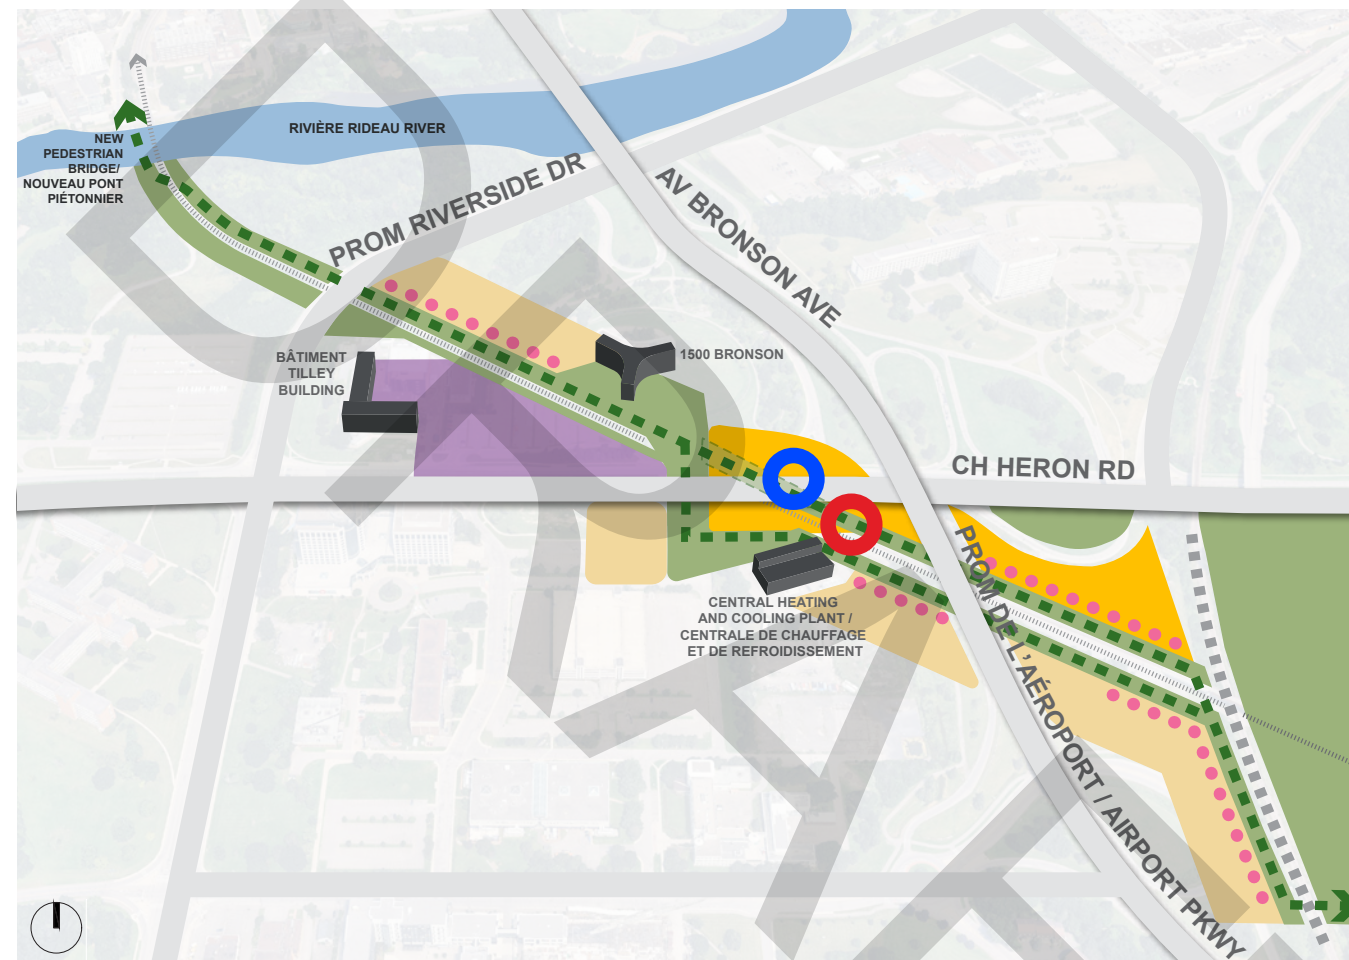 RIVIÈRE RIDEAU RIVER
NEW
PEDESTRIAN
BRIDGE/
NOUVEAU PONT
PIÉTONNIER
PROM RIVERSIDE DR
AV BRONSON AVE
BÂTIMENT
TILLEY
BUILDING
1500 BRONSON
CH HERON RD
CENTRAL HEATING
AND COOLING PLANT /
CENTRALE DE CHAUFFAGE
ET DE REFROIDISSEMENT
PROM DE L'AÉROPORT / AIRPORT PKWY
DRAFT